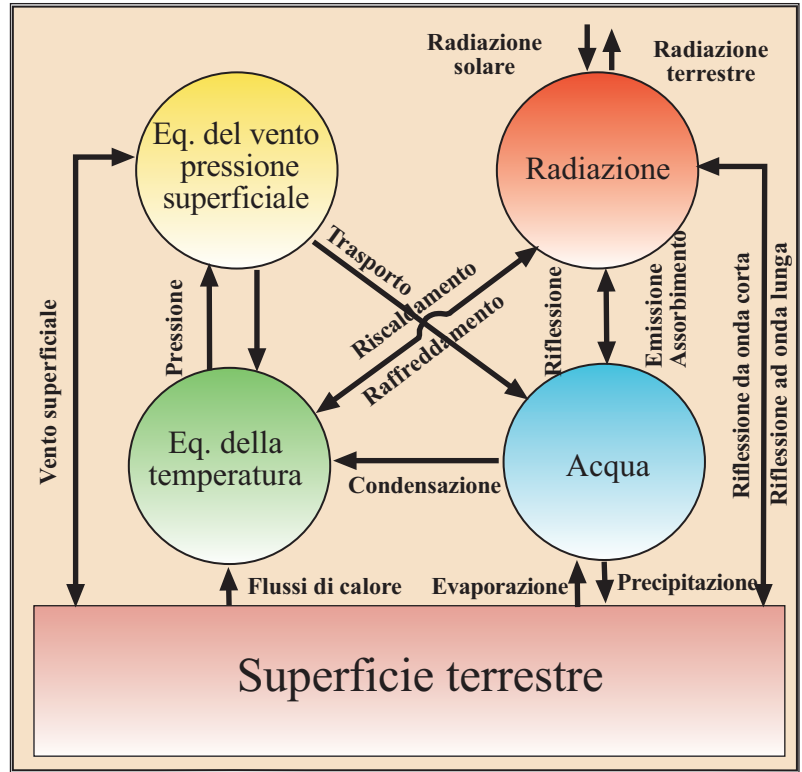 Radiazione
solare
Radiazione
terrestre
Eq. del vento
pressione
superficiale
Radiazione
Trasporto
Riscaldamento
Raffreddamento
Pressione
Riflessione
Emissione
Assorbimento
Vento superficiale
Riflessione da onda corta
Riflessione ad onda lunga
Eq. della
temperatura
Acqua
Condensazione
Flussi di calore
Evaporazione
Precipitazione
Superficie terrestre